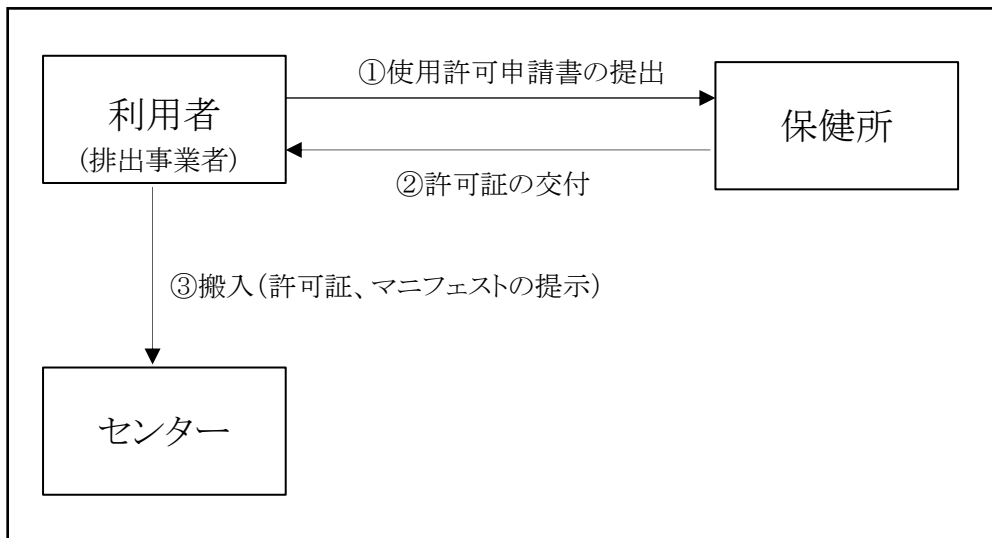 ①使用許可申請書の提出
利用者
(排出事業者)
保健所
②許可証の交付
③搬入(許可証、マニフェストの提示)
センター